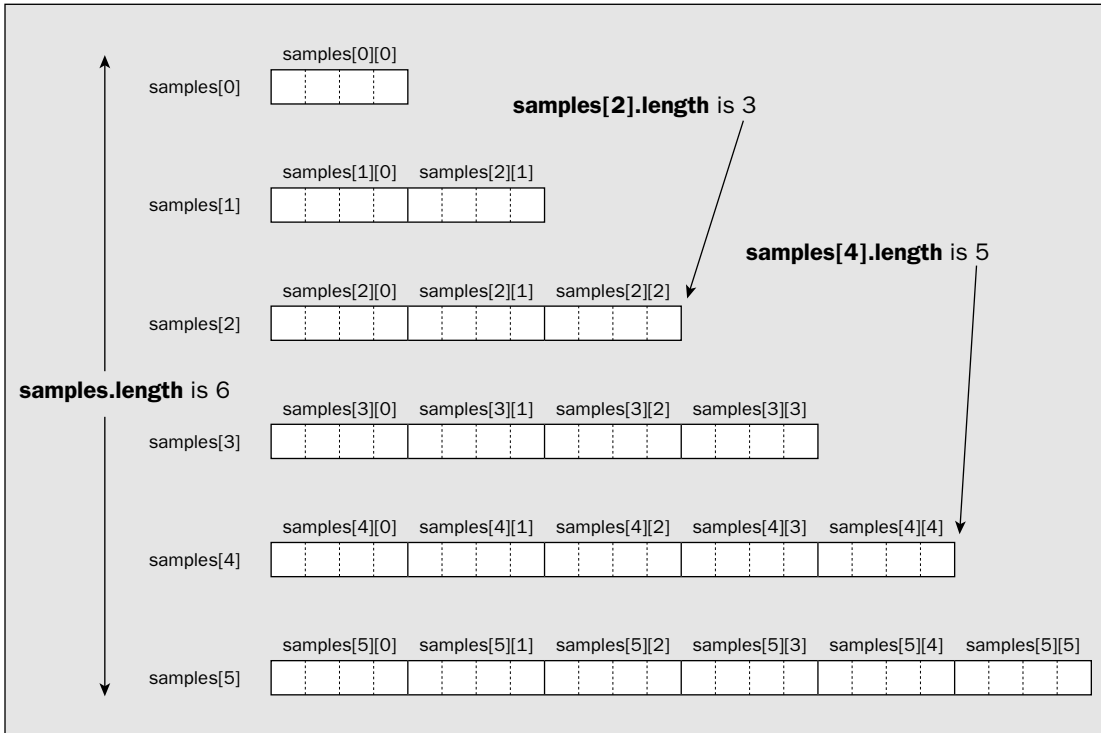 samples[0][0]
samples[0]
samples[2].length is 3
samples[1][0] samples[2][1]
samples[1]
samples[4].length is 5
samples[2][0] samples[2][1] samples[2][2]
samples[2]
samples.length is 6
samples[3][0] samples[3][1] samples[3][2] samples[3][3]
samples[3]
samples[4][0] samples[4][1] samples[4][2] samples[4][3] samples[4][4]
samples[4]
samples[5][0] samples[5][1] samples[5][2] samples[5][3] samples[5][4] samples[5][5]
samples[5]